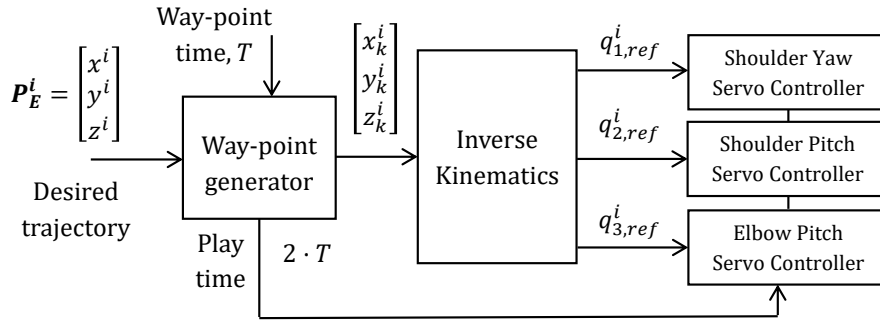 Way-point
time, T
P_E^i = [x^i
y^i
z^i]
[x_k^i
y_k^i
z_k^i]
Desired
trajectory
Way-point
generator
Play
time
2 · T
Inverse
Kinematics
q_{1,ref}^i
q_{2,ref}^i
q_{3,ref}^i
Shoulder Yaw
Servo Controller
Shoulder Pitch
Servo Controller
Elbow Pitch
Servo Controller